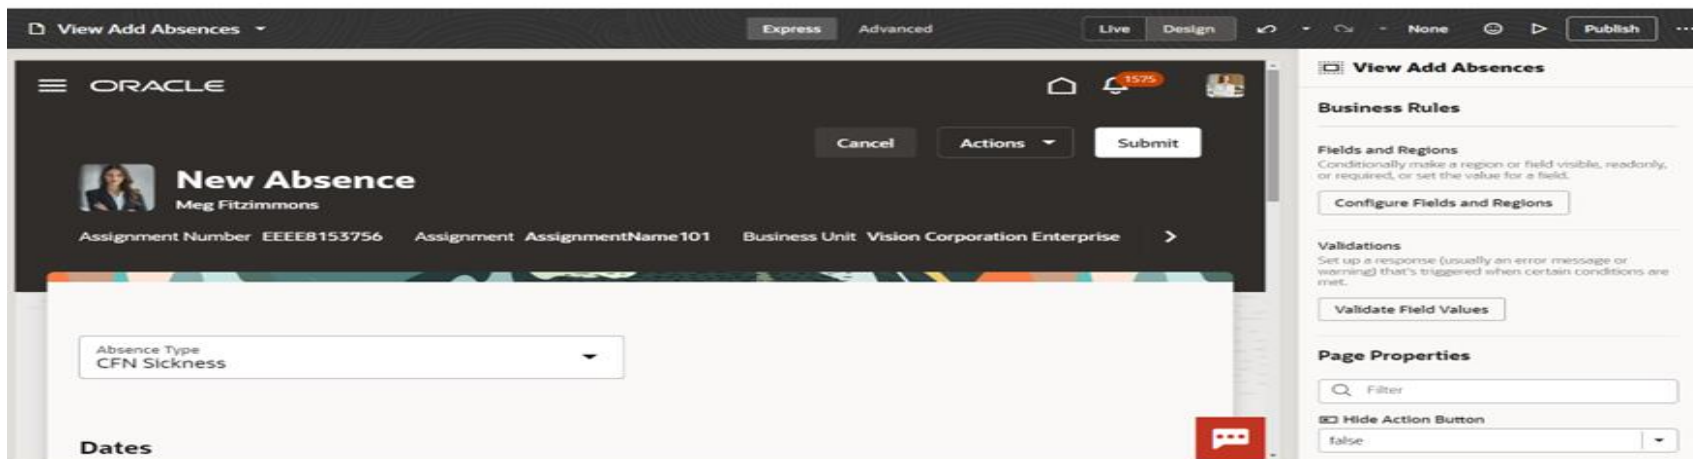 View Add Absences
Express Advanced
Live Design
None
Publish
ORACLE
1575
Cancel Actions Submit
New Absence
Meg Fitzimmons
Assignment Number EEEE8153756 Assignment AssignmentName101 Business Unit Vision Corporation Enterprise
Absence Type
CFN Sickness
Dates
View Add Absences
Business Rules
Fields and Regions
Conditionally make a region or field visible, readonly,
or required, or set the value for a field.
Configure Fields and Regions
Validations
Set up a response (usually an error message or
warning) that's triggered when certain conditions are
met.
Validate Field Values
Page Properties
Filter
Hide Action Button
false